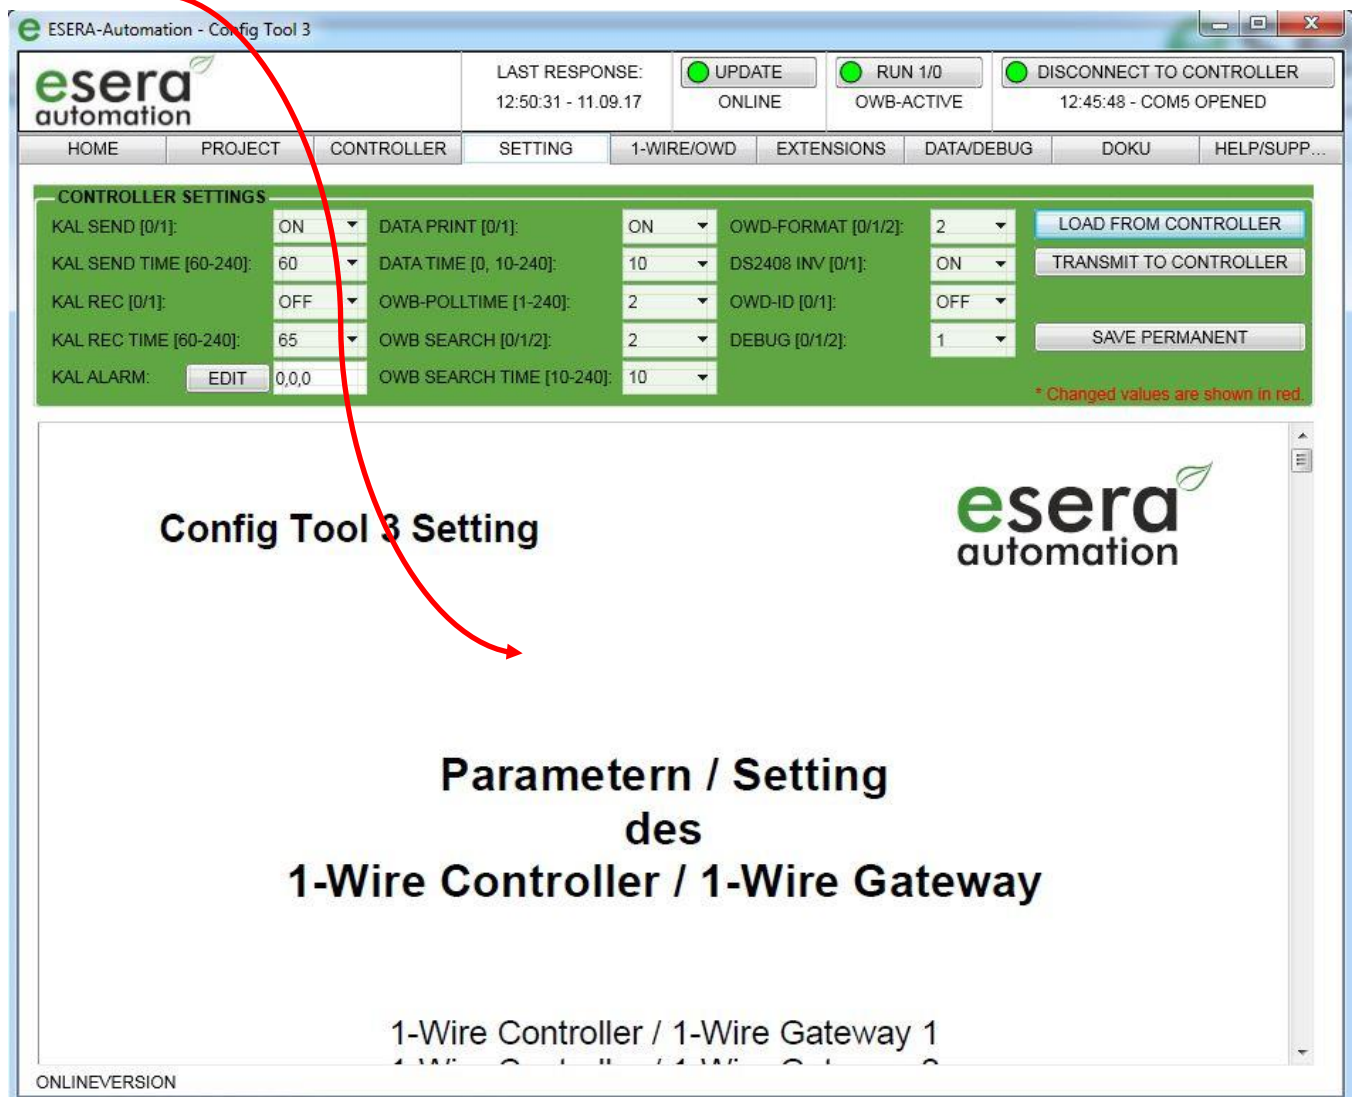 ESERA-Automation - Config Tool 3
esera
automation
LAST RESPONSE:
12:50:31 - 11.09.17
UPDATE
ONLINE
RUN 1/0
OWB-ACTIVE
DISCONNECT TO CONTROLLER
12:45:48 - COM5 OPENED
HOME PROJECT CONTROLLER SETTING 1-WIRE/OWD EXTENSIONS DATA/DEBUG DOKU HELP/SUPP...
CONTROLLER SETTINGS
KAL SEND [0/1]: ON DATA PRINT [0/1]: ON OWD-FORMAT [0/1/2]: 2 LOAD FROM CONTROLLER
KAL SEND TIME [60-240]: 60 DATA TIME [0, 10-240]: 10 DS2408 INV [0/1]: ON TRANSMIT TO CONTROLLER
KAL REC [0/1]: OFF OWB-POLLTIME [1-240]: 2 OWD-ID [0/1]: OFF
KAL REC TIME [60-240]: 65 OWB SEARCH [0/1/2]: 2 DEBUG [0/1/2]: 1 SAVE PERMANENT
KAL ALARM: EDIT 0,0,0 OWB SEARCH TIME [10-240]: 10
* Changed values are shown in red.
Config Tool 3 Setting
esera
automation
Parametern / Setting
des
1-Wire Controller / 1-Wire Gateway
1-Wire Controller / 1-Wire Gateway 1
ONLINEVERSION